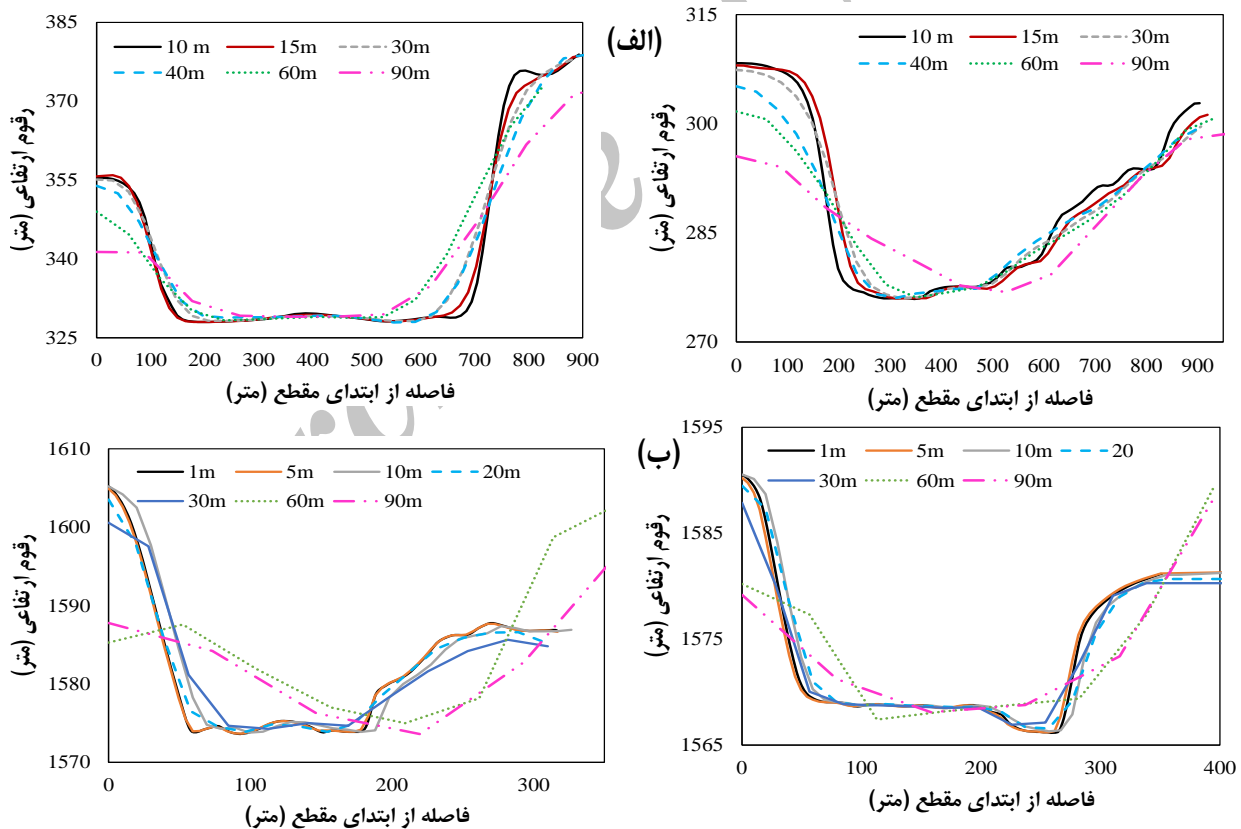 (الف)
385
370
355
340
325
10 m 15m 30m
40m 60m 90m
رقوم ارتفاعی (متر)
0 100 200 300 400 500 600 700 800 900
فاصله از ابتدای مقطع (متر)
315
300
285
270
10 m 15m 30m
40m 60m 90m
رقوم ارتفاعی (متر)
0 100 200 300 400 500 600 700 800 900
فاصله از ابتدای مقطع (متر)
(ب)
1610
1600
1590
1580
1570
1m 5m 10m 20m
30m 60m 90m
رقوم ارتفاعی (متر)
0 100 200 300
فاصله از ابتدای مقطع (متر)
1595
1585
1575
1565
1m 5m 10m 20
30m 60m 90m
رقوم ارتفاعی (متر)
0 100 200 300 400
فاصله از ابتدای مقطع (متر)